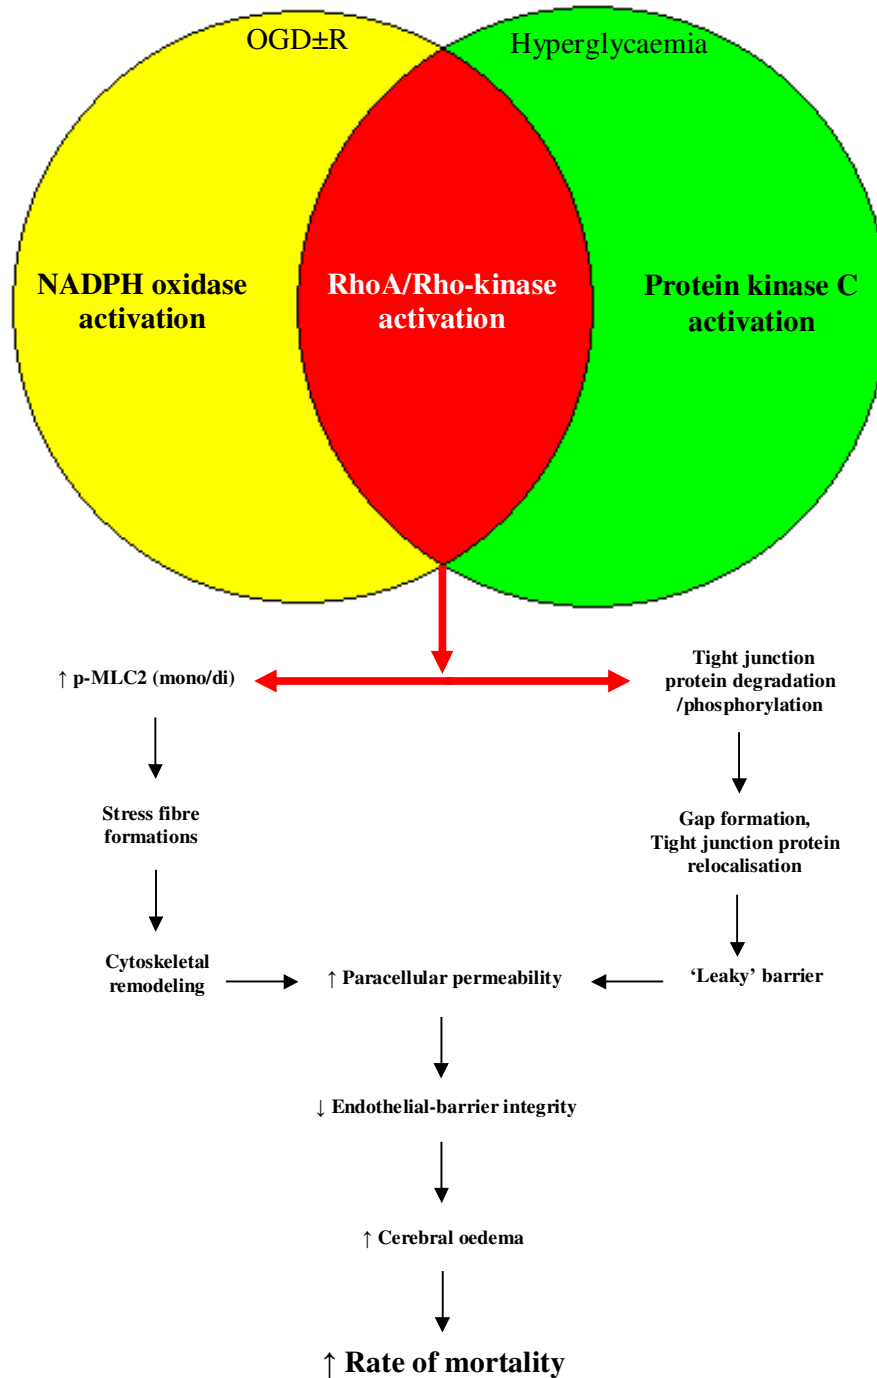 OGD±R
Hyperglycaemia
NADPH oxidase
activation
RhoA/Rho-kinase
activation
Protein kinase C
activation
↑ p-MLC2 (mono/di)
Tight junction
protein degradation
/phosphorylation
Stress fibre
formations
Gap formation,
Tight junction protein
relocalisation
Cytoskeletal
remodeling
↑ Paracellular permeability
‘Leaky’ barrier
↓ Endothelial-barrier integrity
↑ Cerebral oedema
↑ Rate of mortality